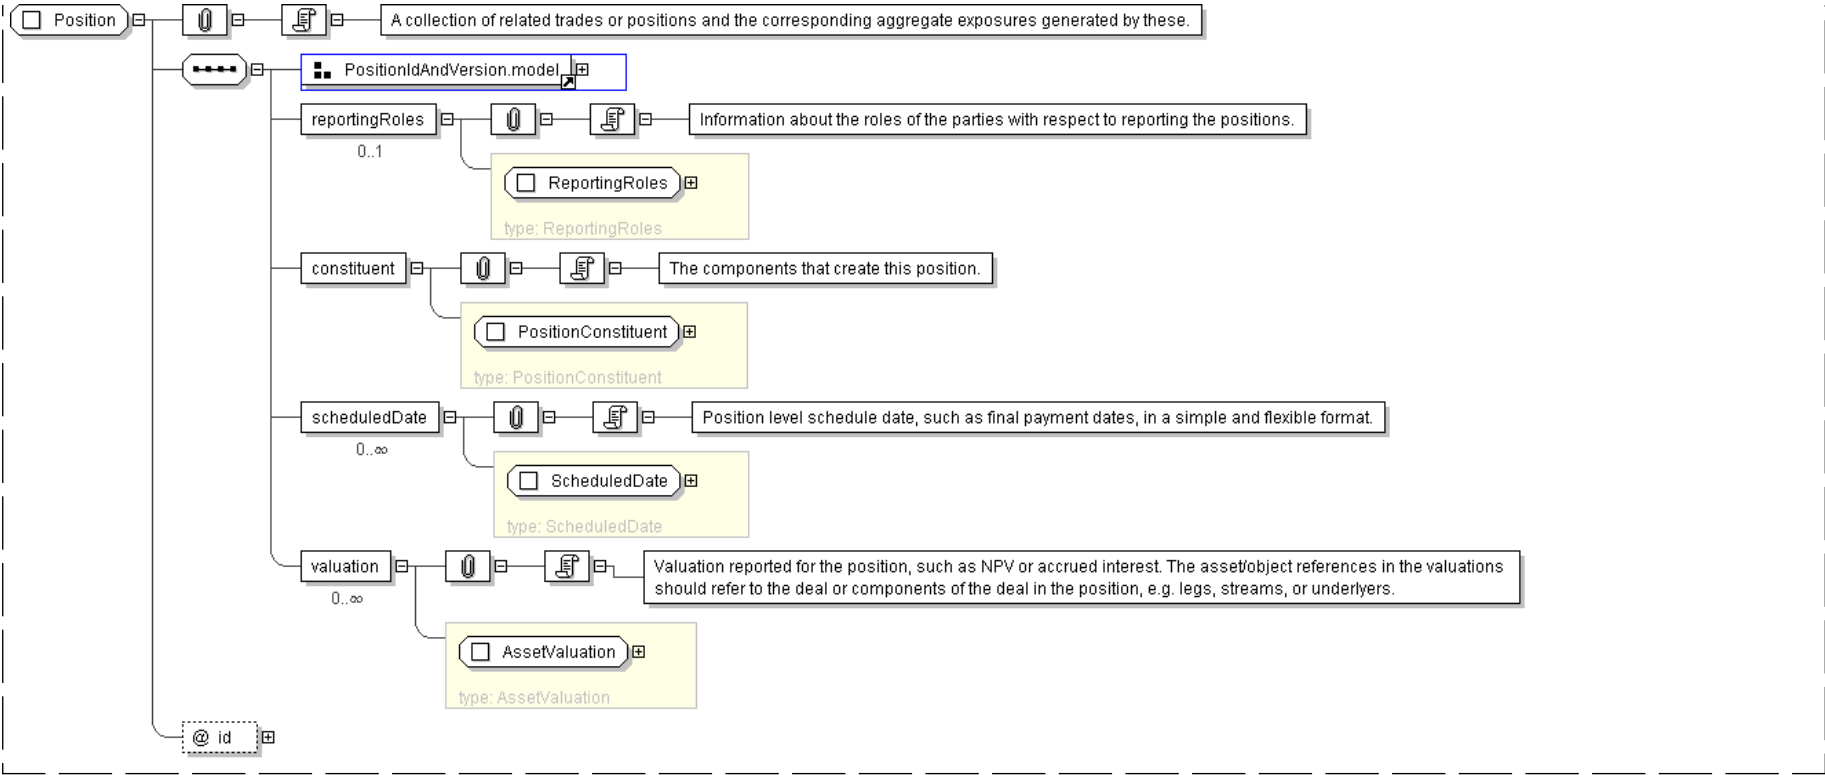 Position
A collection of related trades or positions and the corresponding aggregate exposures generated by these.
PositionIdAndVersion.model
reportingRoles
Information about the roles of the parties with respect to reporting the positions.
0..1
ReportingRoles
type: ReportingRoles
constituent
The components that create this position.
PositionConstituent
type: PositionConstituent
scheduledDate
Position level schedule date, such as final payment dates, in a simple and flexible format.
0..∞
ScheduledDate
type: ScheduledDate
valuation
Valuation reported for the position, such as NPV or accrued interest. The asset/object references in the valuations
should refer to the deal or components of the deal in the position, e.g. legs, streams, or underlyers.
0..∞
AssetValuation
type: AssetValuation
@ id